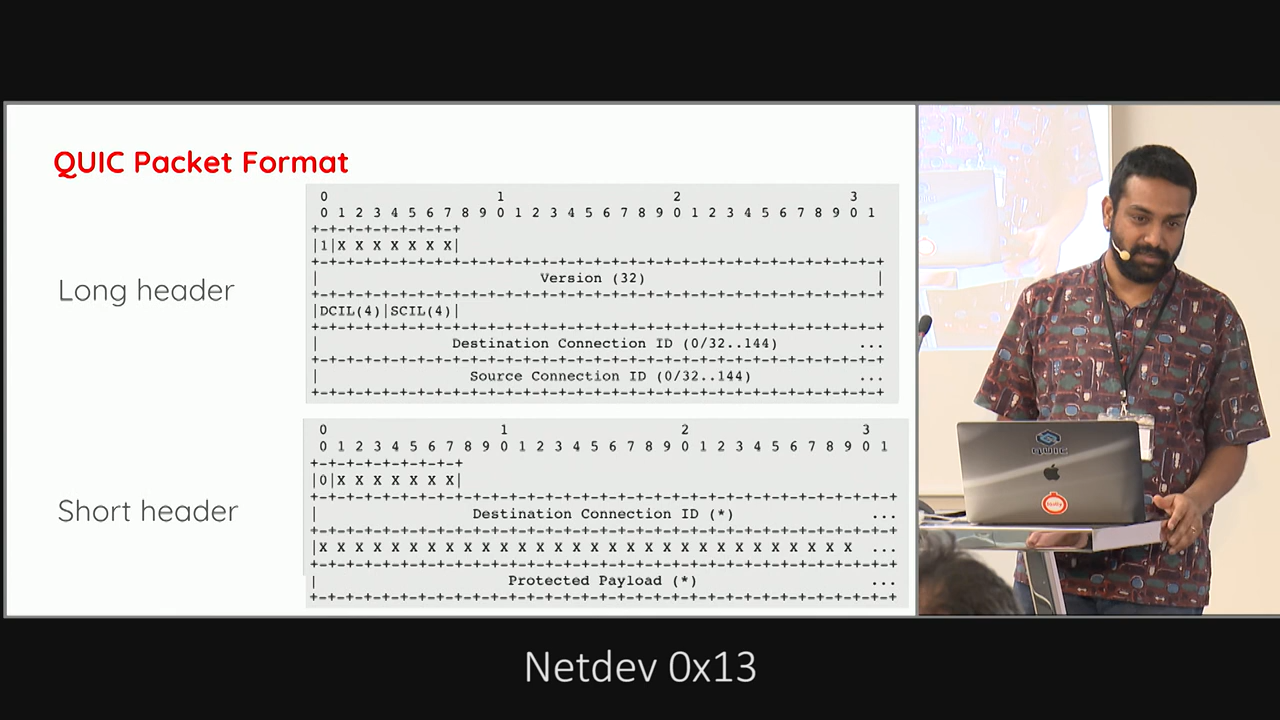 QUIC Packet Format
Long header
0                   1                   2                   3
0 1 2 3 4 5 6 7 8 9 0 1 2 3 4 5 6 7 8 9 0 1 2 3 4 5 6 7 8 9 0 1
+-+-+-+-+-+-+-+-+
|1|X X X X X X X|
+-+-+-+-+-+-+-+-+-+-+-+-+-+-+-+-+-+-+-+-+-+-+-+-+-+-+-+-+-+-+-+-+
|                         Version (32)                          |
+-+-+-+-+-+-+-+-+-+-+-+-+-+-+-+-+-+-+-+-+-+-+-+-+-+-+-+-+-+-+-+-+
|DCIL(4)|SCIL(4)|
+-+-+-+-+-+-+-+-+-+-+-+-+-+-+-+-+-+-+-+-+-+-+-+-+-+-+-+-+-+-+-+-+
|               Destination Connection ID (0/32..144)         ...
+-+-+-+-+-+-+-+-+-+-+-+-+-+-+-+-+-+-+-+-+-+-+-+-+-+-+-+-+-+-+-+-+
|                 Source Connection ID (0/32..144)            ...
+-+-+-+-+-+-+-+-+-+-+-+-+-+-+-+-+-+-+-+-+-+-+-+-+-+-+-+-+-+-+-+-+
Short header
0                   1                   2                   3
0 1 2 3 4 5 6 7 8 9 0 1 2 3 4 5 6 7 8 9 0 1 2 3 4 5 6 7 8 9 0 1
+-+-+-+-+-+-+-+-+
|0|X X X X X X X|
+-+-+-+-+-+-+-+-+-+-+-+-+-+-+-+-+-+-+-+-+-+-+-+-+-+-+-+-+-+-+-+-+
|                 Destination Connection ID (*)               ...
+-+-+-+-+-+-+-+-+-+-+-+-+-+-+-+-+-+-+-+-+-+-+-+-+-+-+-+-+-+-+-+-+
|X X X X X X X X X X X X X X X X X X X X X X X X X X X X X X  ...
+-+-+-+-+-+-+-+-+-+-+-+-+-+-+-+-+-+-+-+-+-+-+-+-+-+-+-+-+-+-+-+-+
|                     Protected Payload (*)                   ...
+-+-+-+-+-+-+-+-+-+-+-+-+-+-+-+-+-+-+-+-+-+-+-+-+-+-+-+-+-+-+-+-+
QUIC
Netdev 0x13